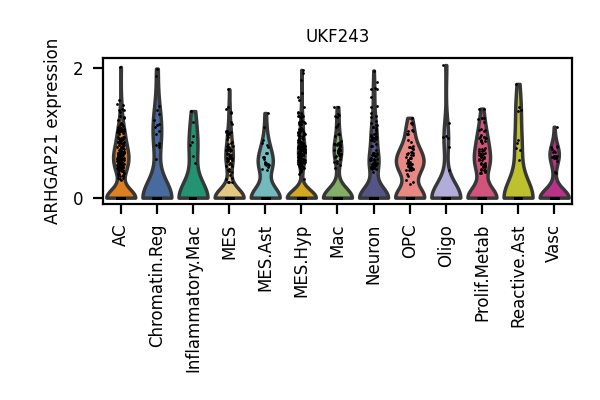 UKF243
ARHGAP21 expression
2
0
AC
Chromatin.Reg
Inflammatory.Mac
MES
MES.Ast
MES.Hyp
Mac
Neuron
OPC
Oligo
Prolif.Metab
Reactive.Ast
Vasc